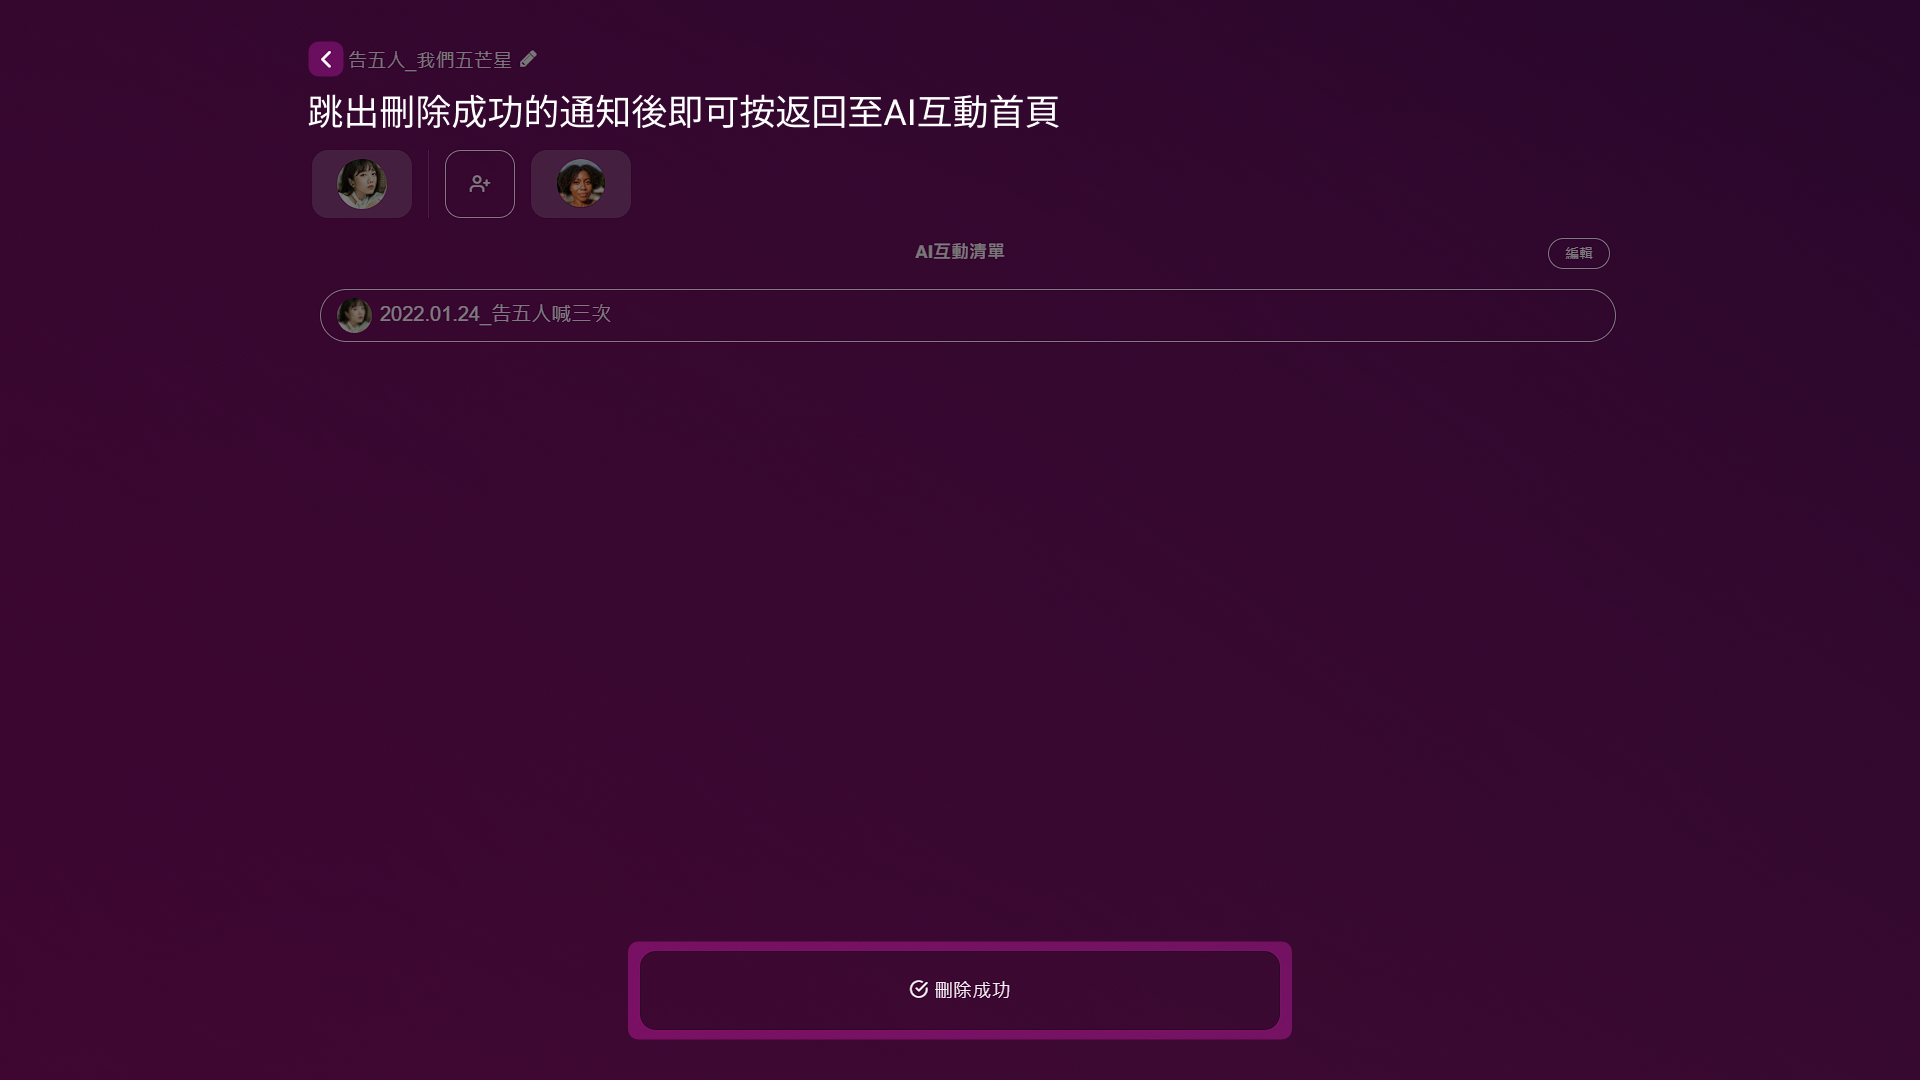 告五人_我們五芒星
跳出刪除成功的通知後即可按返回至AI互動首頁
AI互動清單
編輯
2022.01.24_告五人喊三次
刪除成功